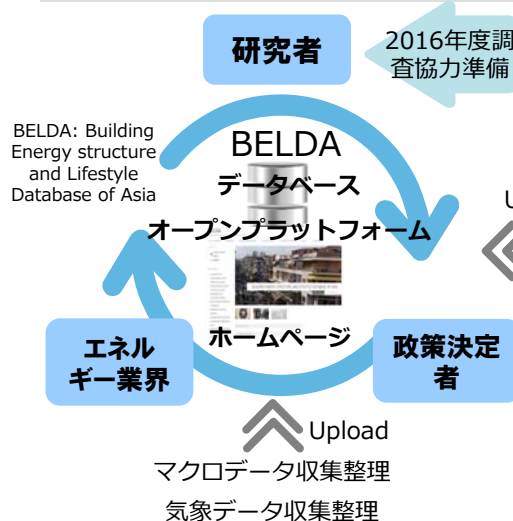 研究者
2016年度調
査協力準備
BELDA: Building
Energy structure
and Lifestyle
Database of Asia
BELDA
データベース
オープンプラットフォーム
ホームページ
エネル
ギー業界
政策決定
者
U
Upload
マクロデータ収集整理
気象データ収集整理